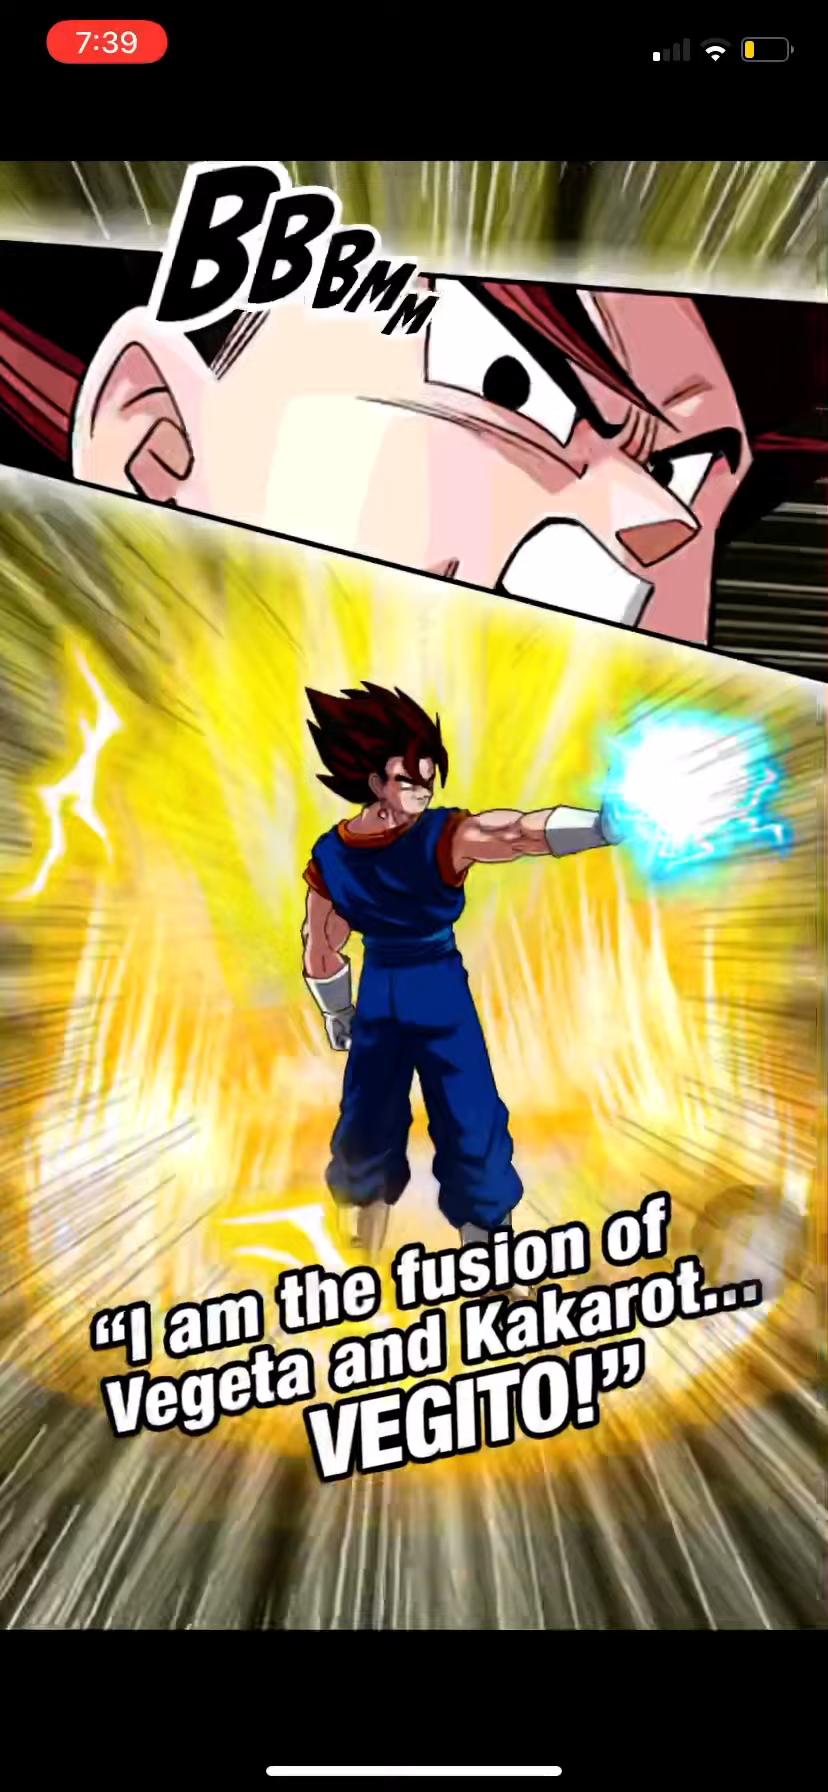 7:39
BBBMM
“I am the fusion of
Vegeta and Kakarot...
VEGITO!”